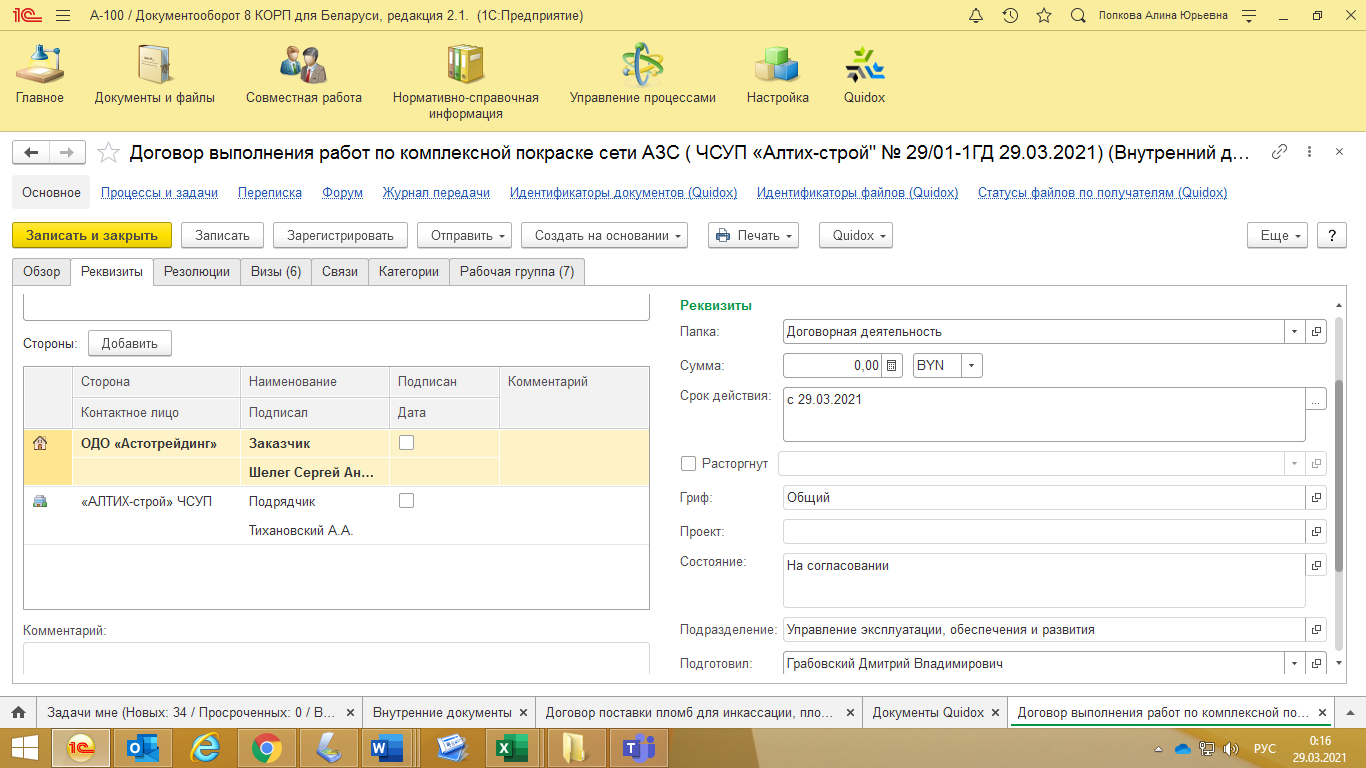 А-100 / Документооборот 8 КОРП для Беларуси, редакция 2.1. (1С:Предприятие)
Попкова Алина Юрьевна
Главное
Документы и файлы
Совместная работа
Нормативно-справочная
информация
Управление процессами
Настройка
Quidox
Договор выполнения работ по комплексной покраске сети АЗС ( ЧСУП «Алтих-строй" № 29/01-1ГД 29.03.2021) (Внутренний д...
Основное Процессы и задачи Переписка Форум Журнал передачи Идентификаторы документов (Quidox) Идентификаторы файлов (Quidox) Статусы файлов по получателям (Quidox)
Записать и закрыть Записать Зарегистрировать Отправить Создать на основании Печать Quidox Еще ?
Обзор Реквизиты Резолюции Визы (6) Связи Категории Рабочая группа (7)
Стороны: Добавить
Сторона Наименование Подписан Комментарий
Контактное лицо Подписал Дата
ОДО «Астотрейдинг» Заказчик
Шелег Сергей Ан...
«АЛТИХ-строй» ЧСУП Подрядчик
Тихановский А.А.
Комментарий:
Реквизиты
Папка: Договорная деятельность
Сумма: 0,00 BYN
Срок действия: с 29.03.2021 ...
Расторгнут
Гриф: Общий
Проект:
Состояние: На согласовании
Подразделение: Управление эксплуатации, обеспечения и развития
Подготовил: Грабовский Дмитрий Владимирович
Задачи мне (Новых: 34 / Просроченных: 0 / В... Внутренние документы Договор поставки пломб для инкассации, пло... Документы Quidox Договор выполнения работ по комплексной по...
РУС
0:16
29.03.2021